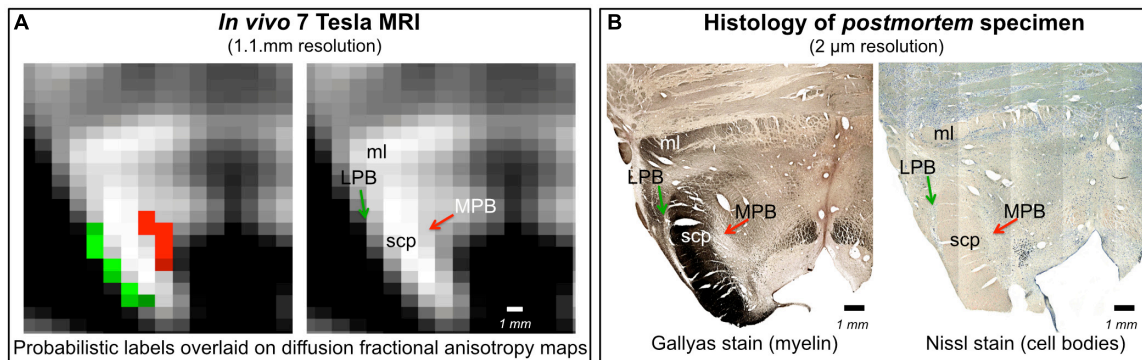 A
In vivo 7 Tesla MRI
(1.1.mm resolution)
ml
LPB
MPB
scp
1 mm
Probabilistic labels overlaid on diffusion fractional anisotropy maps
B
Histology of postmortem specimen
(2 μm resolution)
ml
LPB
MPB
scp
1 mm
Gallyas stain (myelin)
ml
LPB
MPB
scp
1 mm
Nissl stain (cell bodies)